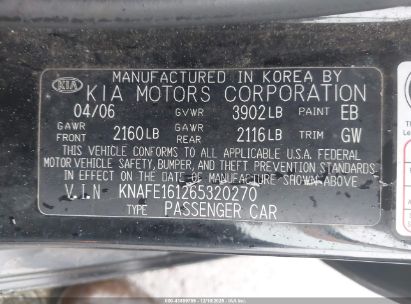 MANUFACTURED IN KOREA BY
KIA KIA MOTORS CORPORATION
04/06 GVWR 3902LB PAINT EB
GAWR FRONT 2160LB GAWR REAR 2116LB TRIM GW
THIS VEHICLE CONFORMS TO ALL APPLICABLE U.S.A. FEDERAL
MOTOR VEHICLE SAFETY, BUMPER, AND THEFT PREVENTION STANDARDS
IN EFFECT ON THE DATE OF MANUFACTURE SHOWN ABOVE.
V.I.N KNAFE161265320270
TYPE PASSENGER CAR